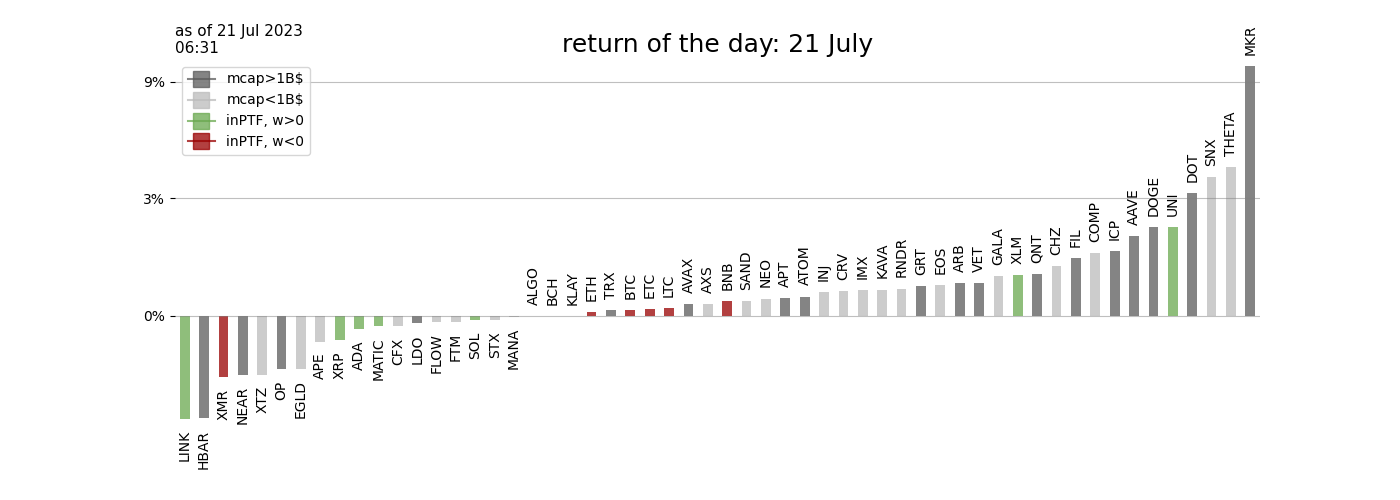 as of 21 Jul 2023
06:31
return of the day: 21 July
mcap>1B$
mcap<1B$
inPTF, w>0
inPTF, w<0
9%
3%
0%
LINK
HBAR
XMR
NEAR
XTZ
OP
EGLD
APE
XRP
ADA
MATIC
CFX
LDO
FLOW
FTM
SOL
STX
MANA
ALGO
BCH
KLAY
ETH
TRX
BTC
ETC
LTC
AVAX
AXS
BNB
SAND
NEO
APT
ATOM
INJ
CRV
IMX
KAVA
RNDR
GRT
EOS
ARB
VET
GALA
XLM
QNT
CHZ
FIL
COMP
ICP
AAVE
DOGE
UNI
DOT
SNX
THETA
MKR